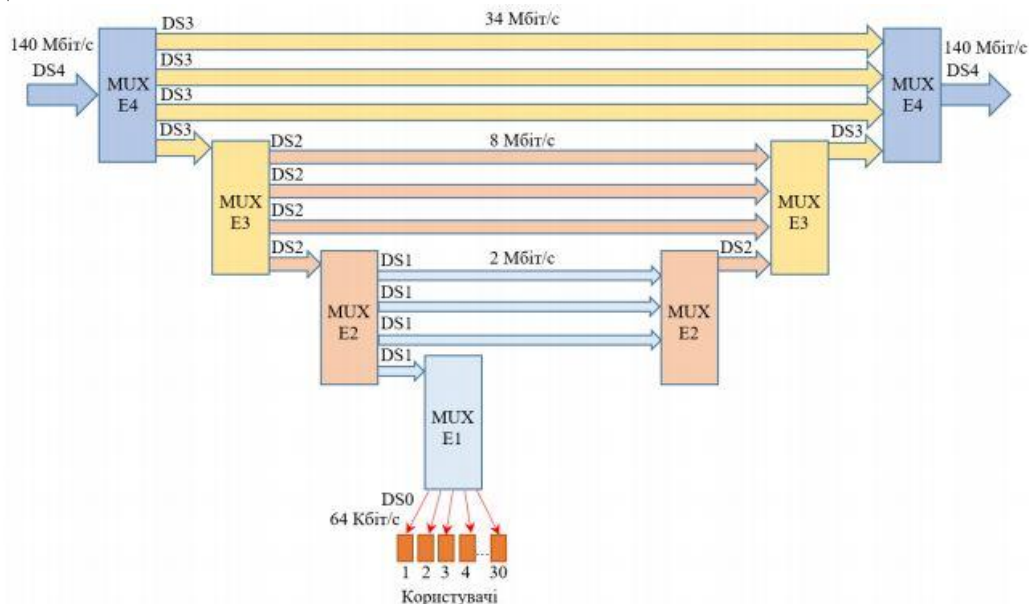 DS3
34 Мбіт/с
140 Мбіт/с
DS4
MUX
E4
DS3
DS3
DS3
MUX
E4
140 Мбіт/с
DS4
DS2
8 Мбіт/с
DS3
MUX
E3
DS2
DS2
DS2
MUX
E3
DS1
2 Мбіт/с
DS2
MUX
E2
DS1
DS1
DS1
MUX
E2
MUX
E1
DS0
64 Кбіт/с
1 2 3 4 30
Користувачі